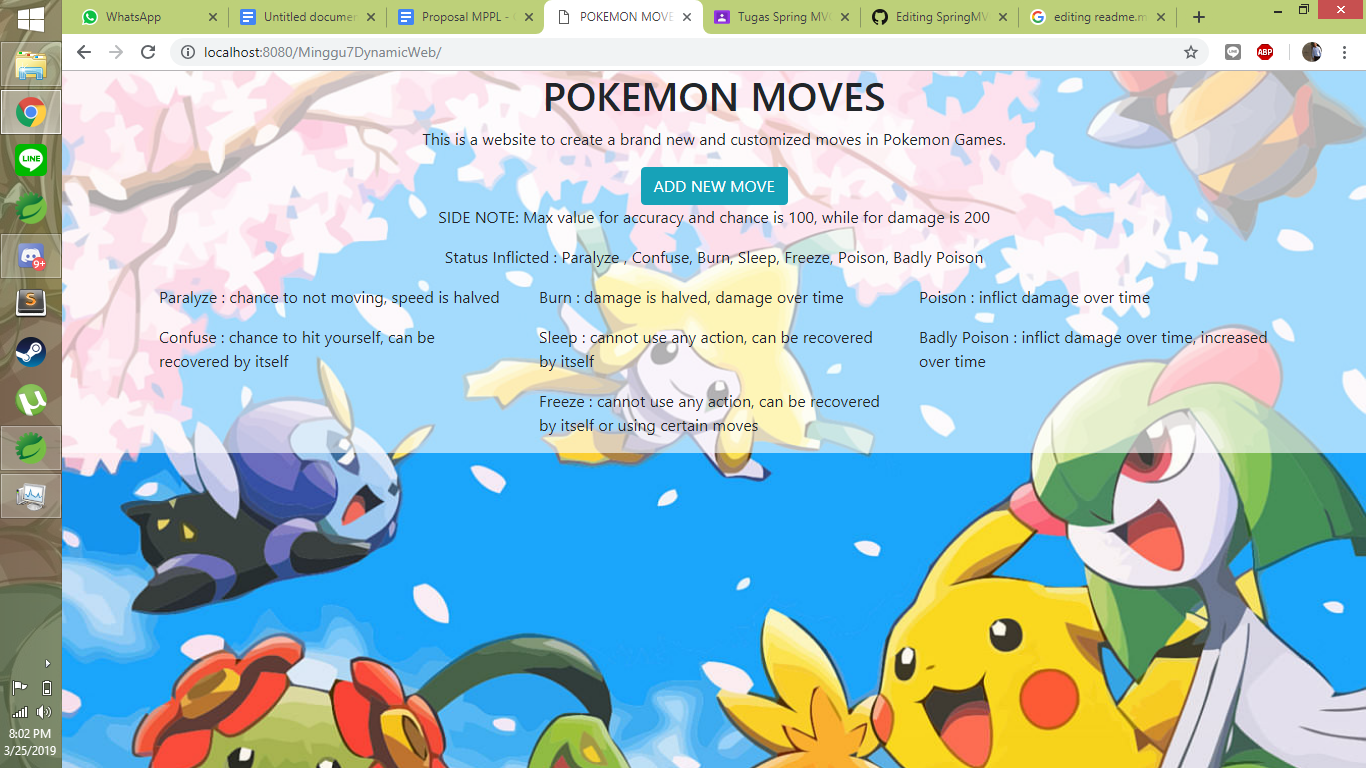 WhatsApp
Untitled documen
Proposal MPPL -
POKEMON MOVE
Tugas Spring MV
Editing SpringMV
editing readme.m
localhost:8080/Minggu7DynamicWeb/
ABP
POKEMON MOVES
This is a website to create a brand new and customized moves in Pokemon Games.
ADD NEW MOVE
SIDE NOTE: Max value for accuracy and chance is 100, while for damage is 200
Status Inflicted : Paralyze , Confuse, Burn, Sleep, Freeze, Poison, Badly Poison
Paralyze : chance to not moving, speed is halved
Confuse : chance to hit yourself, can be
recovered by itself
Burn : damage is halved, damage over time
Sleep : cannot use any action, can be recovered
by itself
Freeze : cannot use any action, can be recovered
by itself or using certain moves
Poison : inflict damage over time
Badly Poison : inflict damage over time, increased
over time
LINE
9+
S
8:02 PM
3/25/2019